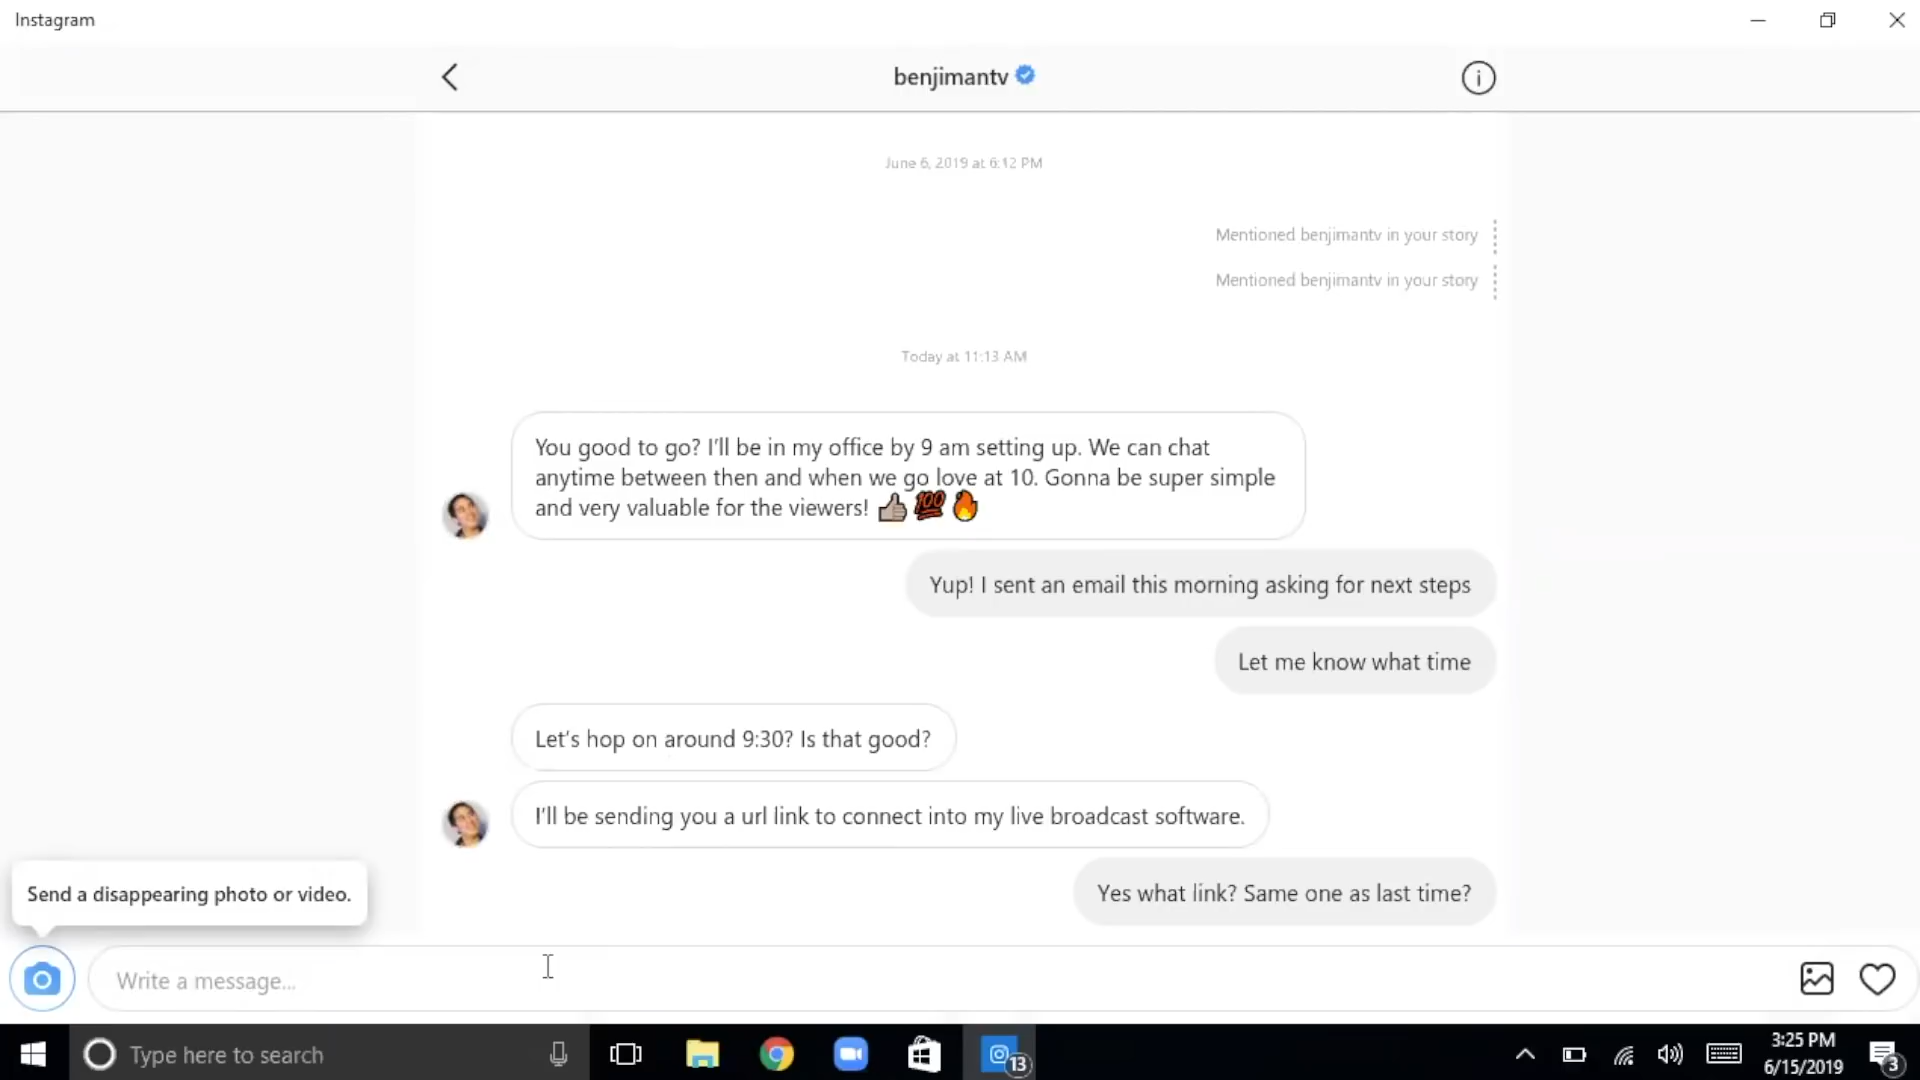 Instagram
benjimantv
June 6, 2019 at 6:12 PM
Mentioned benjimantv in your story
Mentioned benjimantv in your story
Today at 11:13 AM
You good to go? I'll be in my office by 9 am setting up. We can chat
anytime between then and when we go love at 10. Gonna be super simple
and very valuable for the viewers! 👍💯🔥
Yup! I sent an email this morning asking for next steps
Let me know what time
Let's hop on around 9:30? Is that good?
I'll be sending you a url link to connect into my live broadcast software.
Yes what link? Same one as last time?
Send a disappearing photo or video.
Write a message...
Type here to search
13
3:25 PM
6/15/2019
3